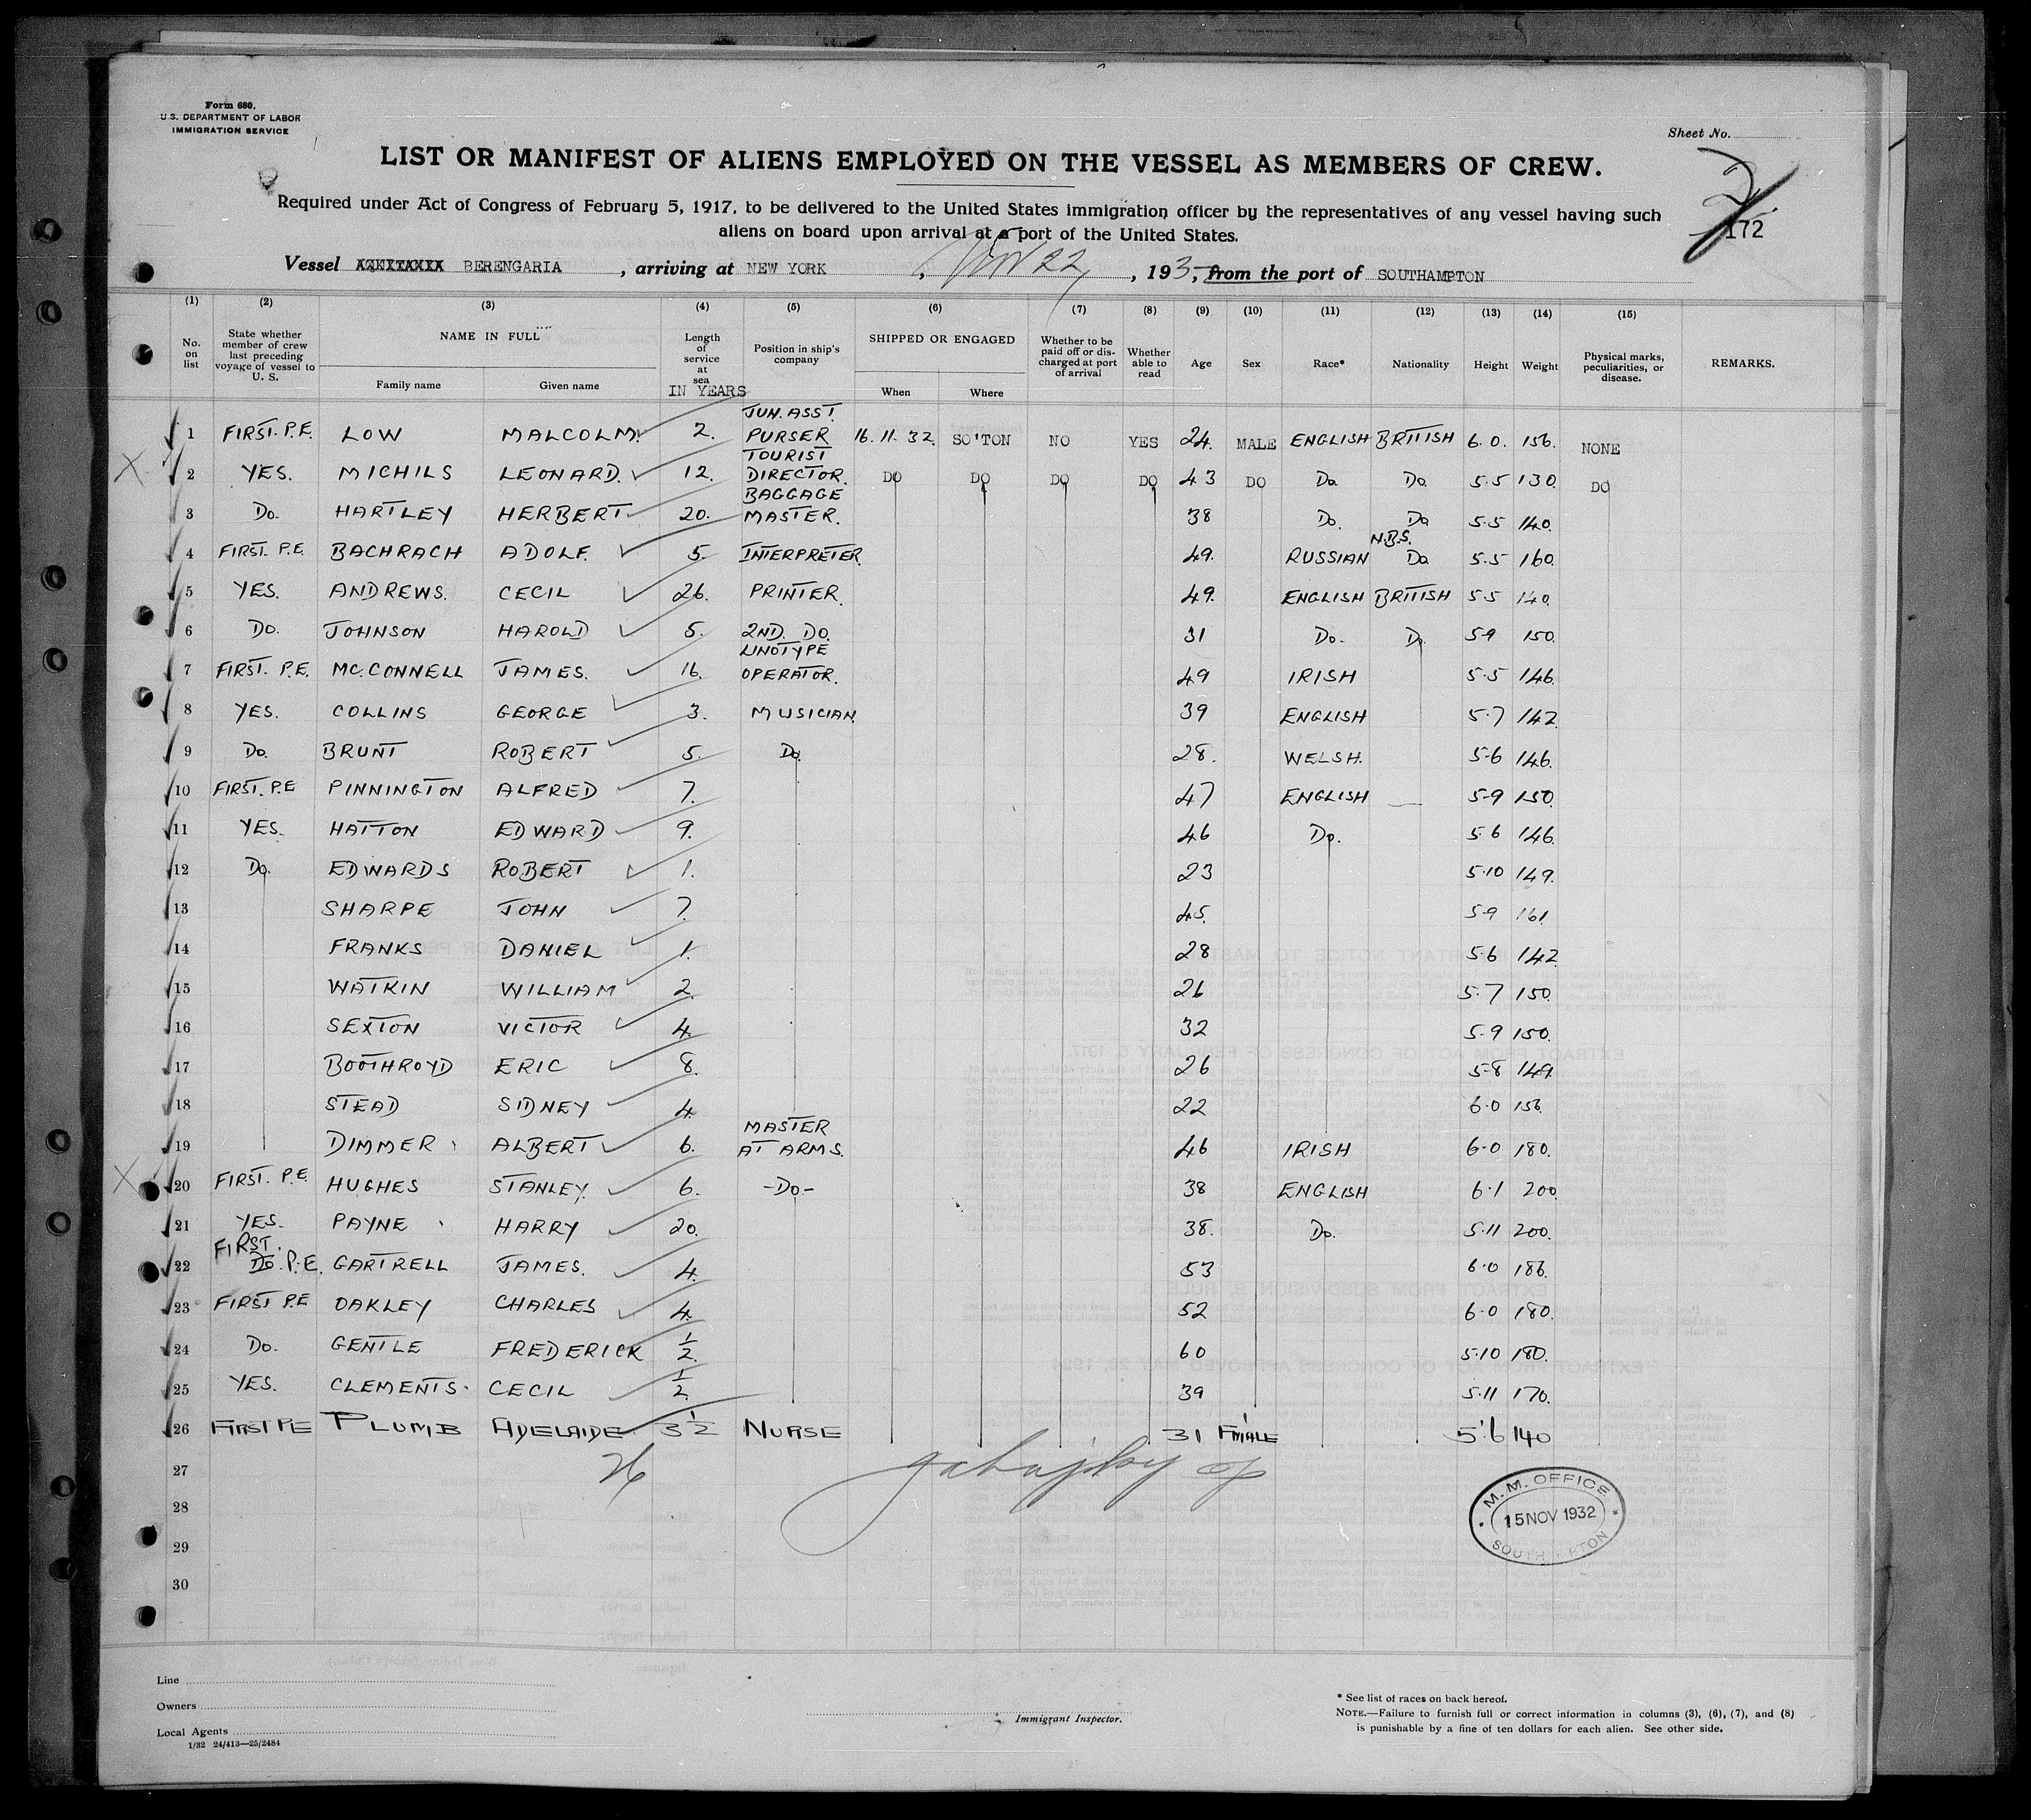 Form 680.
U.S. DEPARTMENT OF LABOR
IMMIGRATION SERVICE
Sheet No.
LIST OR MANIFEST OF ALIENS EMPLOYED ON THE VESSEL AS MEMBERS OF CREW.
172
Required under Act of Congress of February 5, 1917, to be delivered to the United States immigration officer by the representatives of any vessel having such
aliens on board upon arrival at a port of the United States.
Vessel BERENGARIA, arriving at NEW YORK, Nov 22, 193, from the port of SOUTHAMPTON
(1) (2) (3) (4) (5) (6) (7) (8) (9) (10) (11) (12) (13) (14) (15)
No. on list State whether member of crew last preceding voyage of vessel to U. S. NAME IN FULL Family name Given name Length of service at sea IN YEARS Position in ship's company SHIPPED OR ENGAGED When Where Whether to be paid off or discharged at port of arrival Whether able to read Age Sex Race* Nationality Height Weight Physical marks, peculiarities, or disease. REMARKS.
1 FIRST. P.E. LOW MALCOLM. 2. JUN. ASST. PURSER 16. 11. 32. SO'TON NO YES 24. MALE ENGLISH BRITISH 6.0. 156. NONE
2 YES. MICHILS LEONARD. 12. TOURIST DIRECTOR. DO DO DO DO 43 DO Do Do. 5.5 130. DO
3 Do. HARTLEY HERBERT 20. BAGGAGE MASTER. 38 Do. Do 5.5 140.
4 FIRST. P.E. BACHRACH ADOLF. 5. INTERPRETER. 49. RUSSIAN N.B.S. Do 5.5 160.
5 YES. ANDREWS. CECIL 26. PRINTER. 49. ENGLISH BRITISH 5.5 140.
6 Do. JOHNSON HAROLD 5. 2ND. DO. 31 Do. Do. 5.9 150.
7 FIRST. P.E. MC.CONNELL JAMES. 16. LINOTYPE OPERATOR. 49 IRISH 5.5 146.
8 YES. COLLINS GEORGE 3. MUSICIAN. 39 ENGLISH 5.7 142.
9 Do. BRUNT ROBERT 5. Do. 28. WELSH. 5.6 146.
10 FIRST. P.E PINNINGTON ALFRED 7. 47 ENGLISH 5.9 150.
11 YES. HATTON EDWARD 9. 46 Do. 5.6 146.
12 Do. EDWARDS ROBERT 1. 23 5.10 149.
13 SHARPE JOHN 7. 45. 5.9 161.
14 FRANKS DANIEL 1. 28 5.6 142.
15 WATKIN WILLIAM 2. 26 5.7 150.
16 SEXTON VICTOR 4. 32 5.9 150.
17 BOOTHROYD ERIC 8. 26 5.8 149.
18 STEAD SIDNEY 4. 22 6.0 156.
19 DIMMER ALBERT 6. MASTER AT ARMS. 46 IRISH 6.0 180.
20 FIRST. P.E. HUGHES STANLEY. 6. -Do- 38 ENGLISH 6.1 200.
21 YES. PAYNE HARRY 20. 38. Do. 5.11 200.
22 FIRST. Do. P.E. GARTRELL JAMES. 4. 53 6.0 186.
23 FIRST P.E OAKLEY CHARLES 4. 52 6.0 180.
24 Do. GENTLE FREDERICK 1/2. 60 5.10 180.
25 YES. CLEMENTS. CECIL 1/2. 39 5.11 170.
26 FIRST PE PLUMB ADELAIDE 3 1/2 NURSE 31 FMALE 5'6 140
27 26
28
29
30
M.M. OFFICE
15 NOV 1932
Line
Owners
Local Agents
1/32 24/413—25/2484
Immigrant Inspector.
* See list of races on back hereof.
NOTE.—Failure to furnish full or correct information in columns (3), (6), (7), and (8)
is punishable by a fine of ten dollars for each alien. See other side.